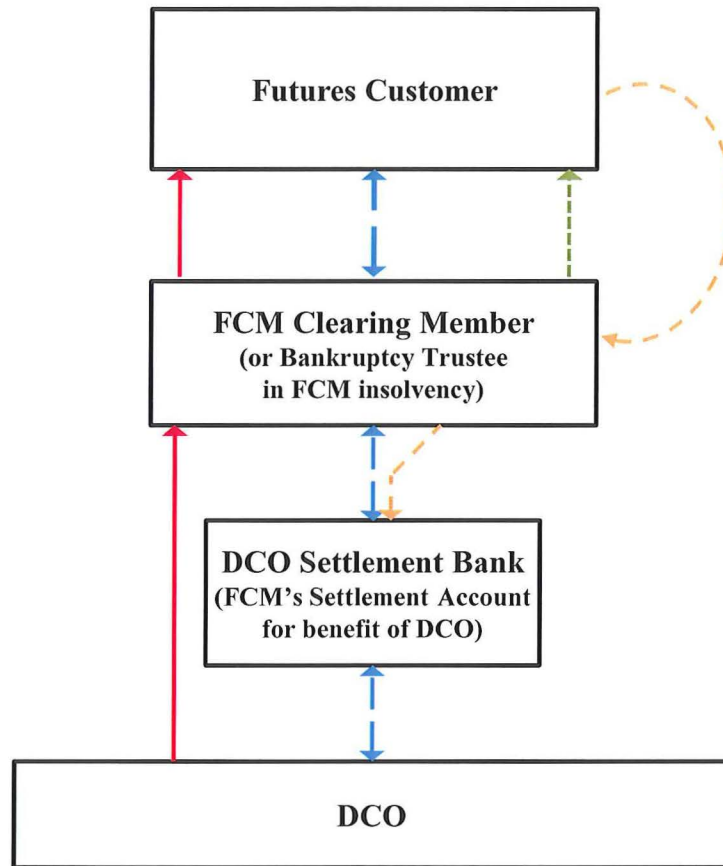 Futures Customer
FCM Clearing Member
(or Bankruptcy Trustee
in FCM insolvency)
DCO Settlement Bank
(FCM’s Settlement Account
for benefit of DCO)
DCO